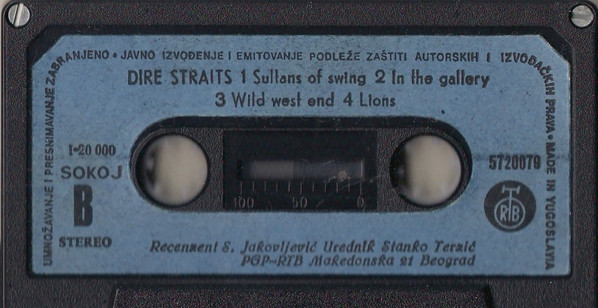 UMNOŽAVANJE I PRESNIMAVANJE ZABRANJENO • JAVNO IZVOĐENJE I EMITOVANJE PODLEŽE ZAŠTITI AUTORSKIH I IZVOĐAČKIH PRAVA • MADE IN YUGOSLAVIA
DIRE STRAITS 1 Sultans of swing 2 In the gallery
3 Wild west end 4 Lions
1-20 000
SOKOJ
B
STEREO
100 50 0
5720079
RTB
Recenzent S. Jakovljević Urednik Stanko Terzić
PGP-RTB Makedonska 21 Beograd